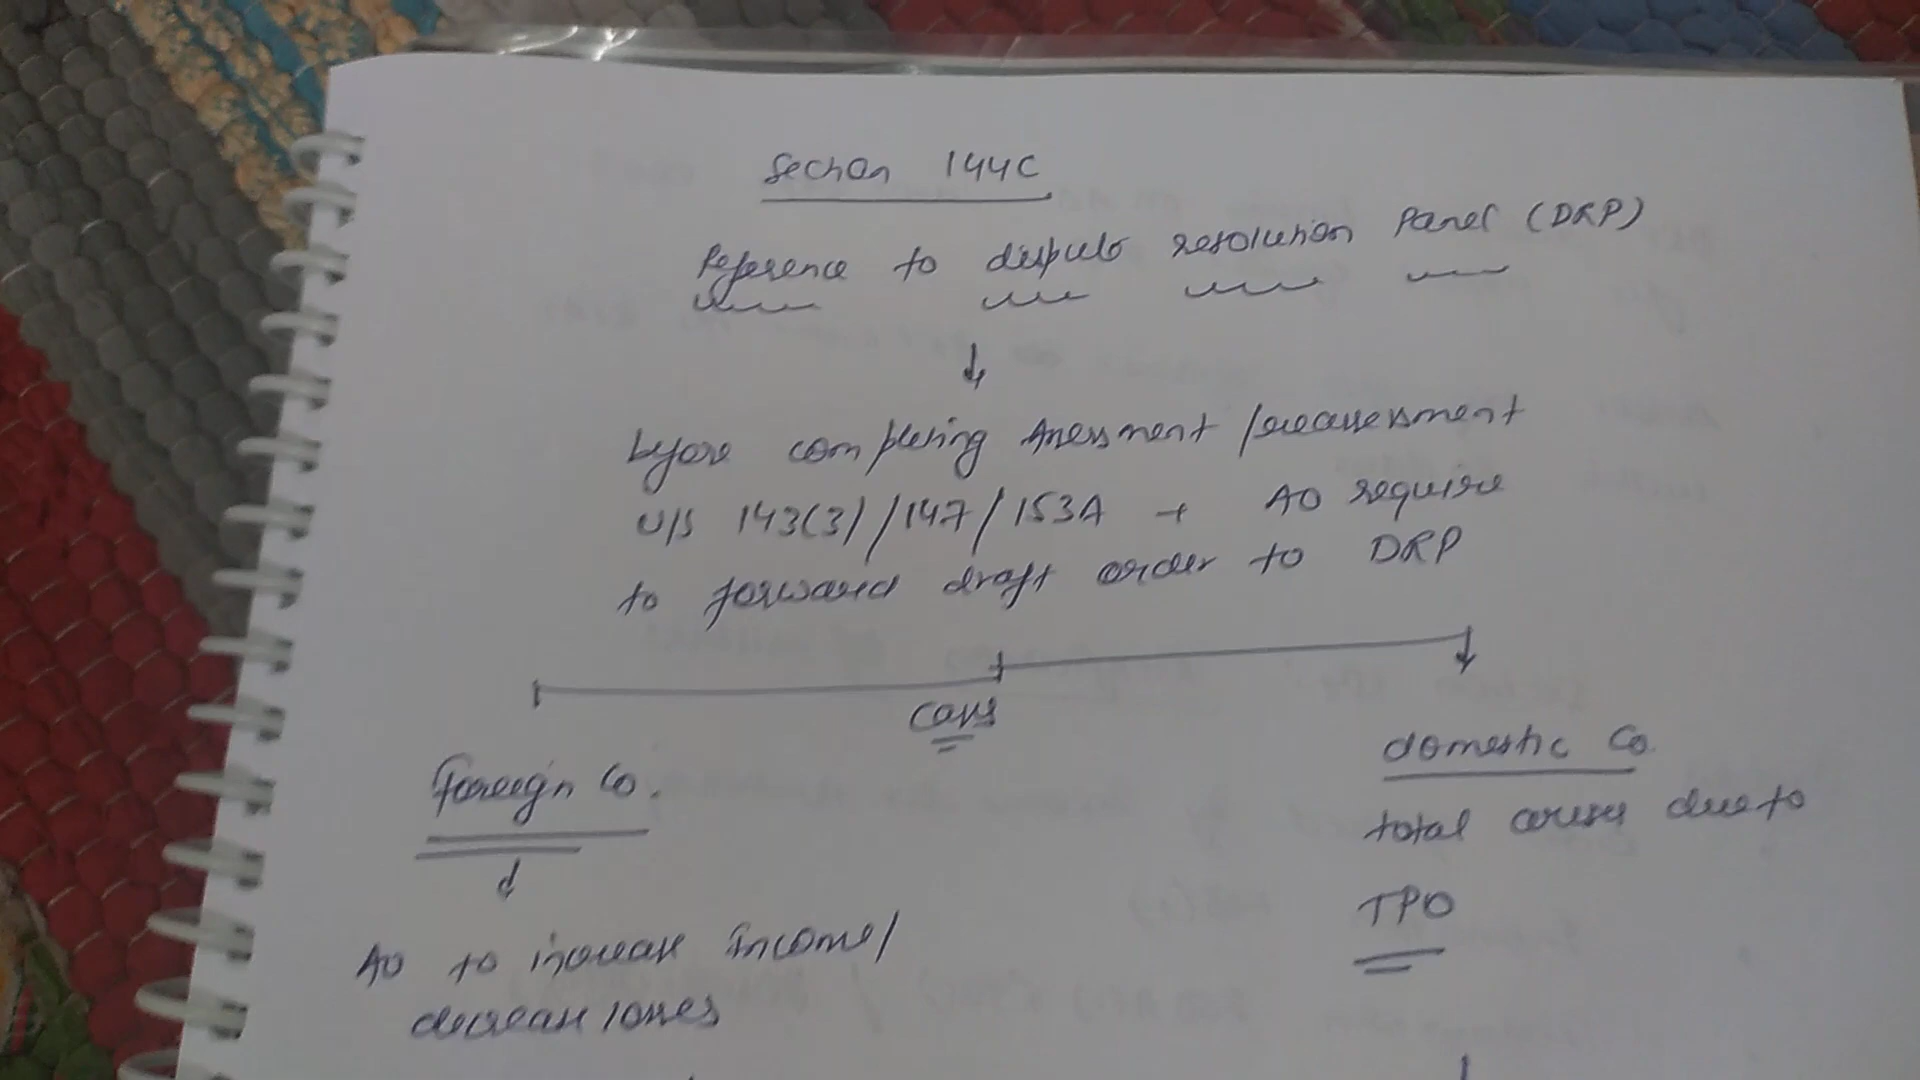 Section 144C
Reference to dispute resolution Panel (DRP)
before completing Assessment / reassessment
U/S 143(3) / 147 / 153A → AO require
to forward draft order to DRP
Cases
Foreign Co.
domestic Co.
total arises due to
TPO
AO to increase income/
decrease losses